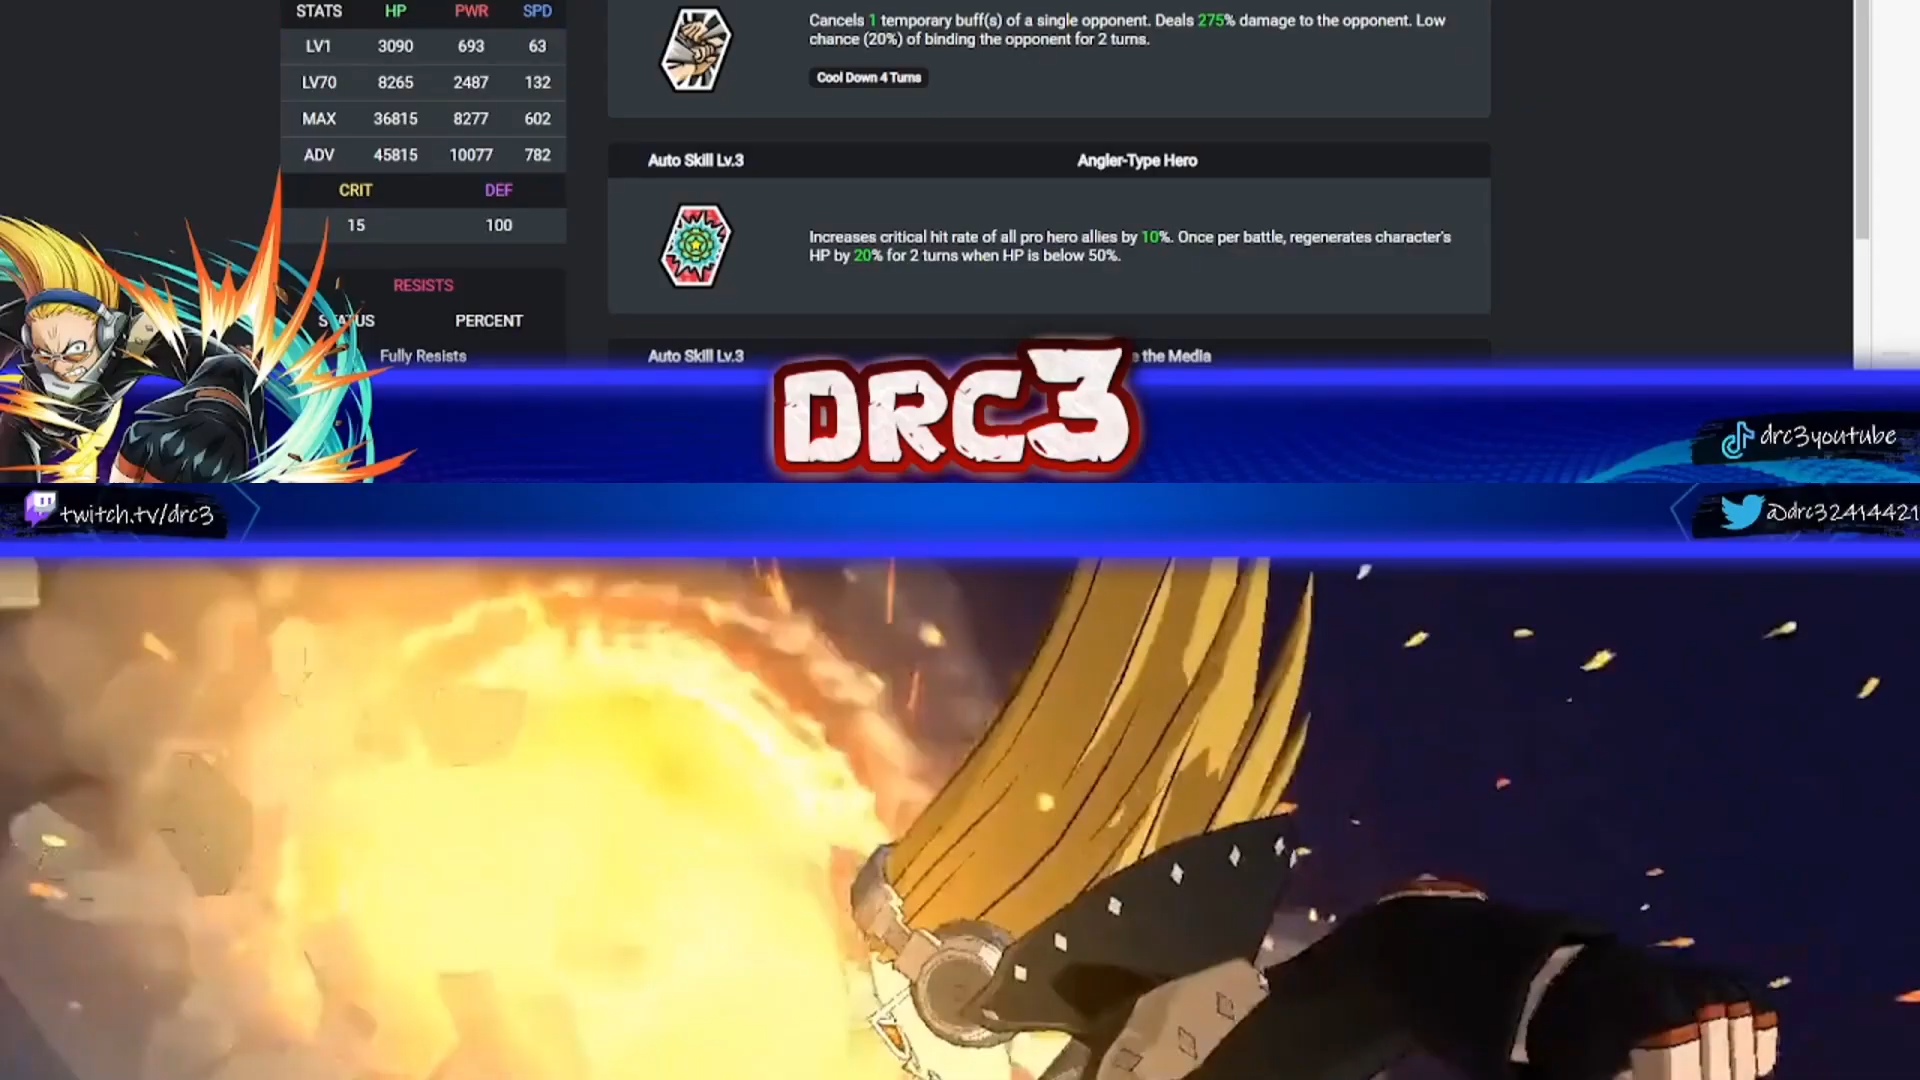 STATS HP PWR SPD
LV1 3090 693 63
LV70 8265 2487 132
MAX 36815 8277 602
ADV 45815 10077 782
CRIT DEF
15 100
RESISTS
STATUS PERCENT
Fully Resists
Cancels 1 temporary buff(s) of a single opponent. Deals 275% damage to the opponent. Low
chance (20%) of binding the opponent for 2 turns.
Cool Down 4 Turns
Auto Skill Lv.3 Angler-Type Hero
Increases critical hit rate of all pro hero allies by 10%. Once per battle, regenerates character's
HP by 20% for 2 turns when HP is below 50%.
Auto Skill Lv.3 the Media
DRC3
drc3youtube
twitch.tv/drc3
@drc32414421